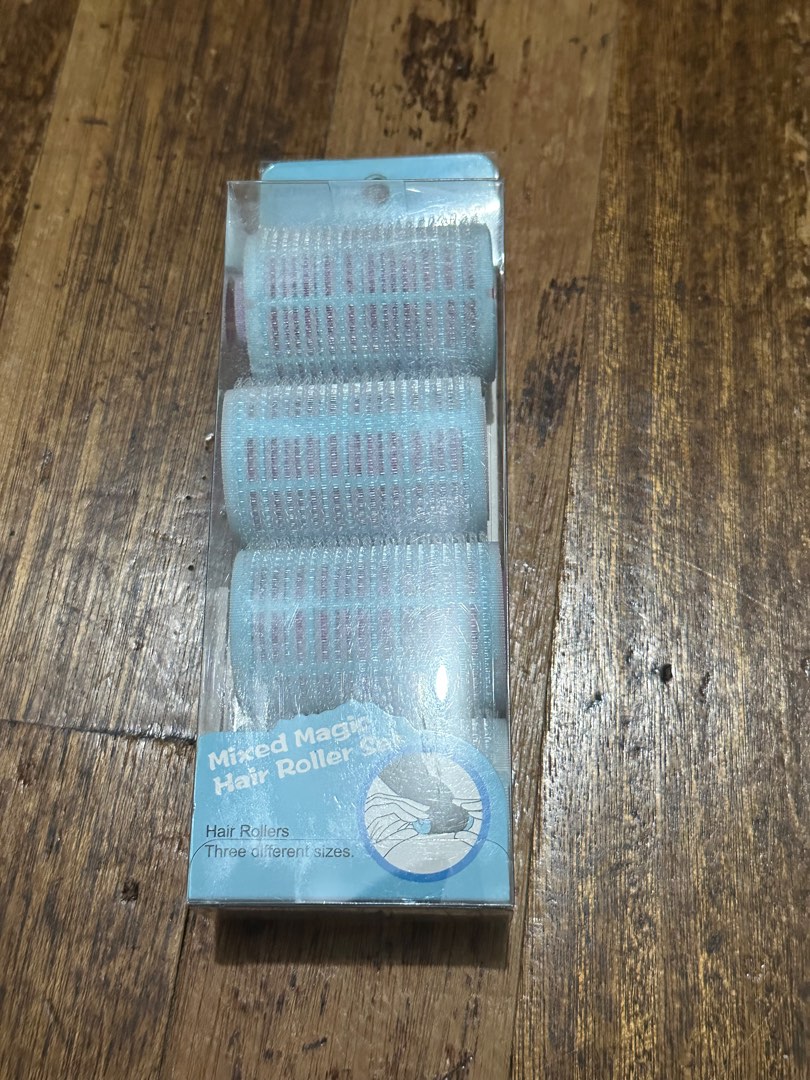 Mixed Magic
Hair Roller Set
Hair Rollers
Three different sizes.